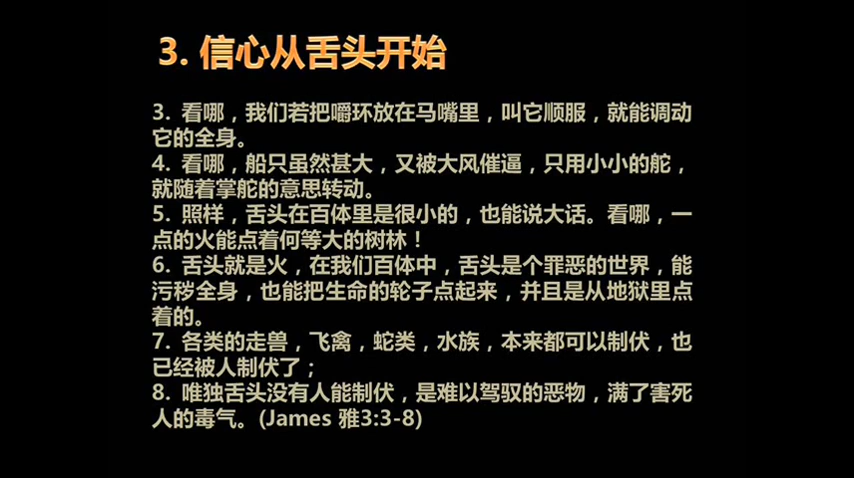 3. 信心从舌头开始
3. 看哪，我们若把嚼环放在马嘴里，叫它顺服，就能调动
它的全身。
4. 看哪，船只虽然甚大，又被大风催逼，只用小小的舵，
就随着掌舵的意思转动。
5. 照样，舌头在百体里是很小的，也能说大话。看哪，一
点的火能点着何等大的树林！
6. 舌头就是火，在我们百体中，舌头是个罪恶的世界，能
污秽全身，也能把生命的轮子点起来，并且是从地狱里点
着的。
7. 各类的走兽，飞禽，蛇类，水族，本来都可以制伏，也
已经被人制伏了；
8. 唯独舌头没有人能制伏，是难以驾驭的恶物，满了害死
人的毒气。(James 雅3:3-8)